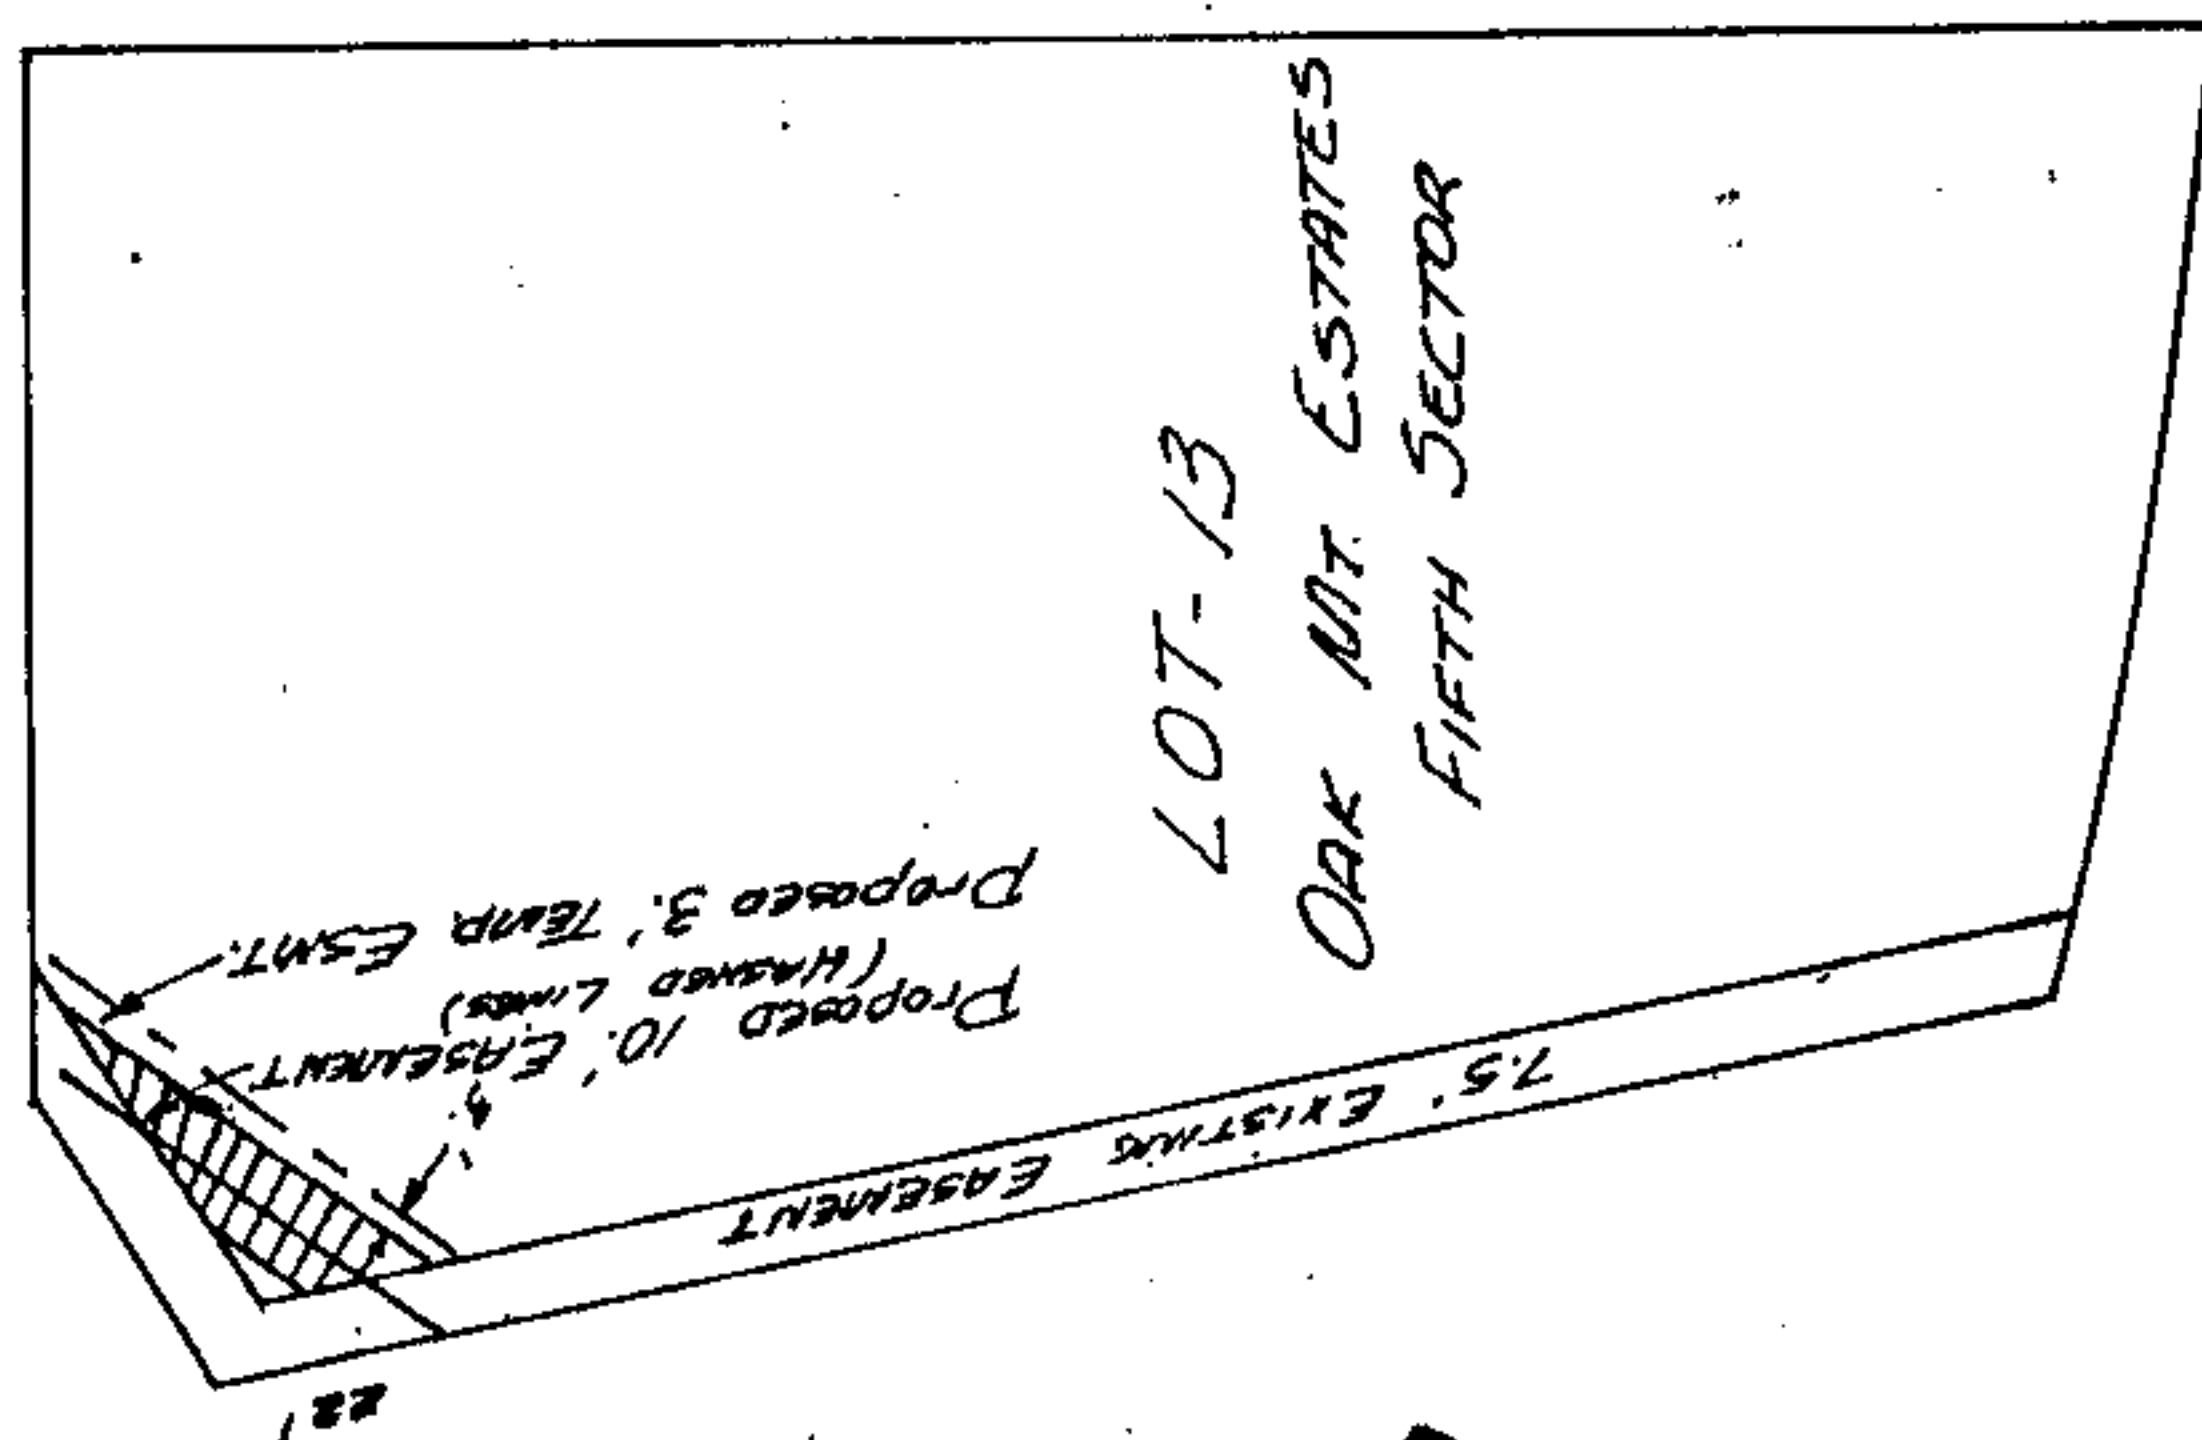 LOT-13
OAK MT. ESTATES
FIFTH SECTOR
PROPOSED 3.' TEMP. ESMT.
(HASHED LINES)
PROPOSED 10.' EASEMENT
7.5' EXISTING EASEMENT
22'